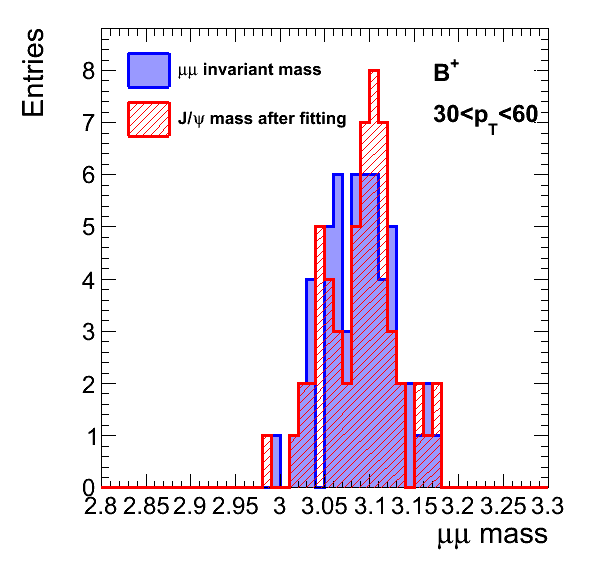 Entries
μμ invariant mass
J/ψ mass after fitting
B+
30<pT<60
8
7
6
5
4
3
2
1
0
2.8 2.85 2.9 2.95 3 3.05 3.1 3.15 3.2 3.25 3.3
μμ mass